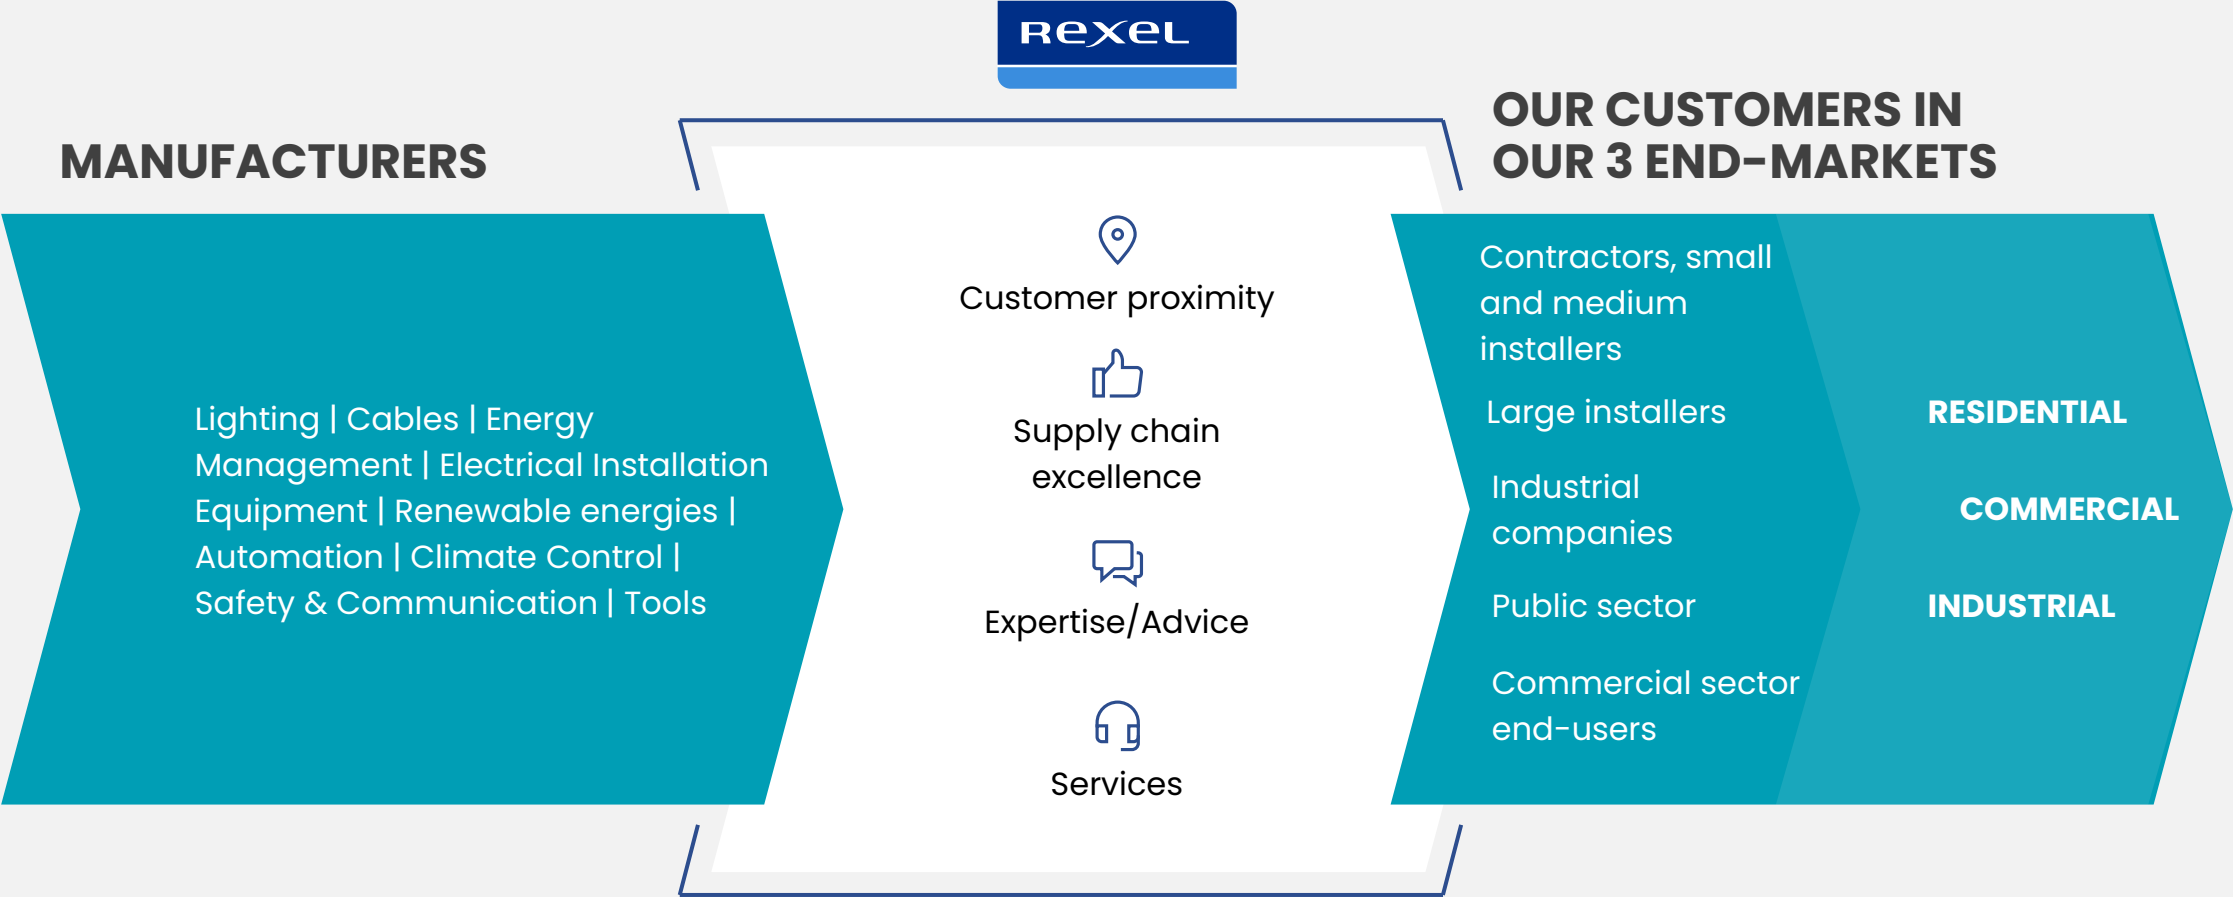 REXEL
MANUFACTURERS
Lighting | Cables | Energy
Management | Electrical Installation
Equipment | Renewable energies |
Automation | Climate Control |
Safety & Communication | Tools
Customer proximity
Supply chain
excellence
Expertise/Advice
Services
OUR CUSTOMERS IN
OUR 3 END-MARKETS
Contractors, small
and medium
installers
Large installers
Industrial
companies
Public sector
Commercial sector
end-users
RESIDENTIAL
COMMERCIAL
INDUSTRIAL